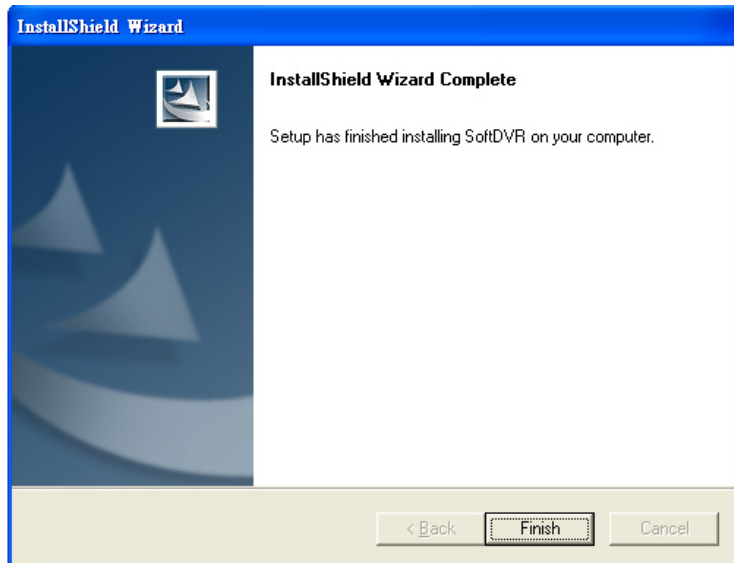 InstallShield Wizard
InstallShield Wizard Complete
Setup has finished installing SoftDVR on your computer.
< Back
Finish
Cancel